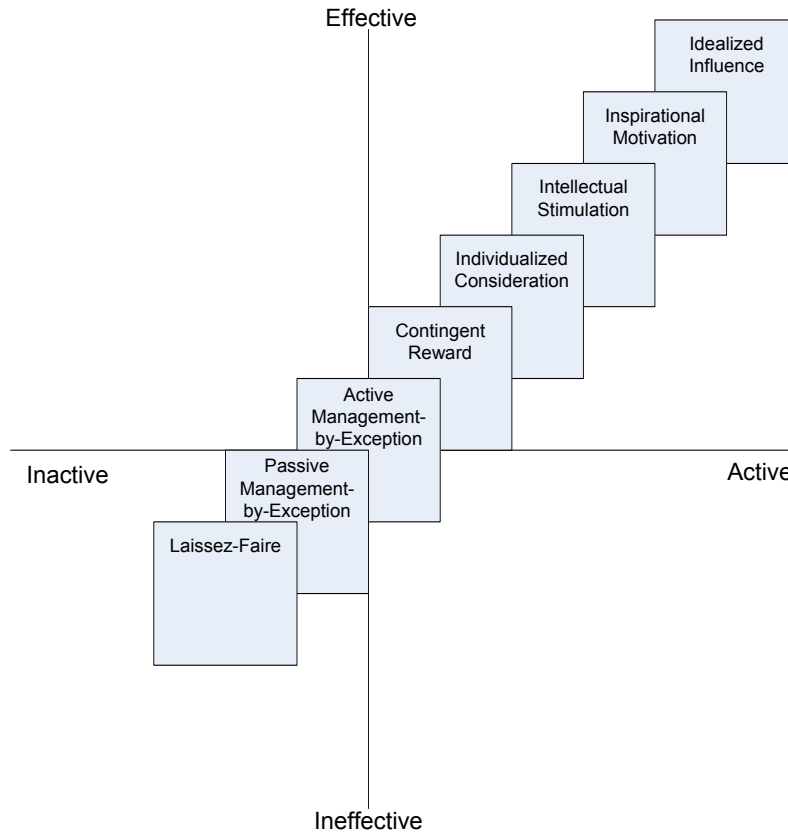 Effective
Idealized
Influence
Inspirational
Motivation
Intellectual
Stimulation
Individualized
Consideration
Contingent
Reward
Active
Management-
by-Exception
Inactive
Active
Passive
Management-
by-Exception
Laissez-Faire
Ineffective